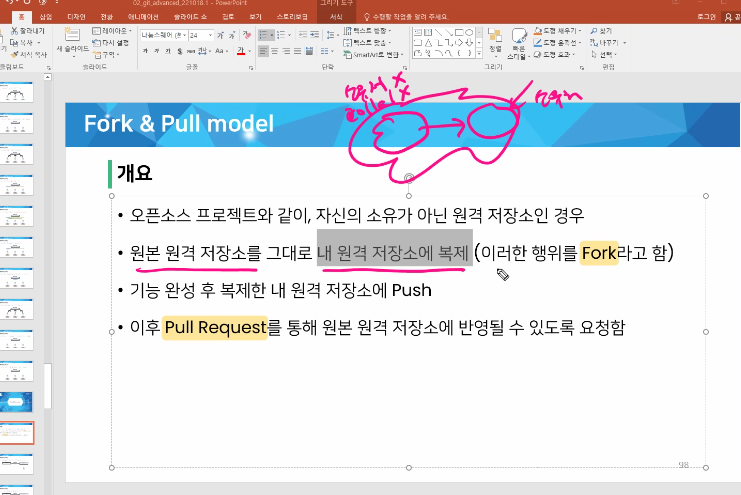 02_git_advanced_221018.1 - PowerPoint
그리기 도구
로그인
홈 삽입 디자인 전환 애니메이션 슬라이드 쇼 검토 보기 스토리보딩 서식 수행할 작업을 알려 주세요.
잘라내기
복사
서식 복사
새 슬라이드
레이아웃
다시 설정
구역
24
텍스트 방향
텍스트 맞춤
SmartArt로 변환
정렬
빠른 스타일
도형 채우기
도형 윤곽선
도형 효과
찾기
바꾸기
선택
클립보드 슬라이드 글꼴 단락 그리기 편집
Fork & Pull model
개요
• 오픈소스 프로젝트와 같이, 자신의 소유가 아닌 원격 저장소인 경우
• 원본 원격 저장소를 그대로 내 원격 저장소에 복제 (이러한 행위를 Fork라고 함)
• 기능 완성 후 복제한 내 원격 저장소에 Push
• 이후 Pull Request를 통해 원본 원격 저장소에 반영될 수 있도록 요청함
98